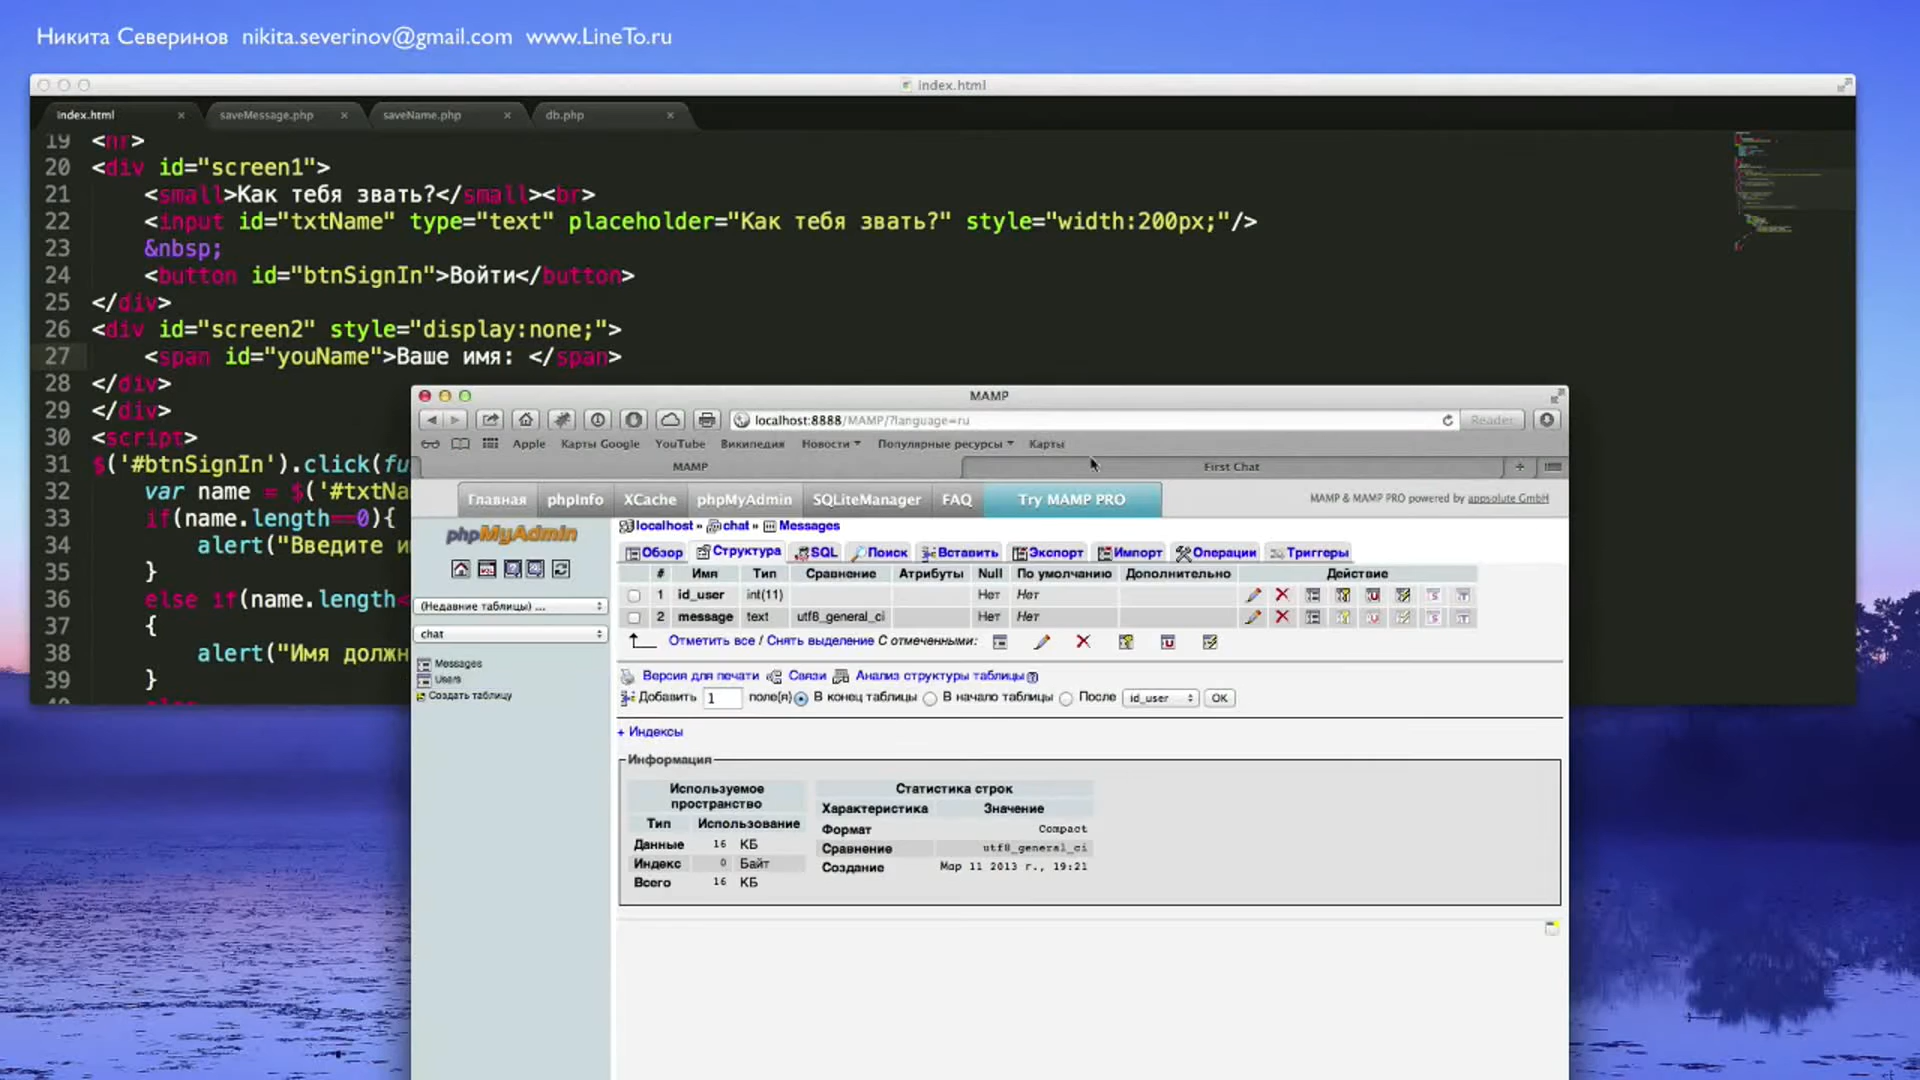 Никита Северинов nikita.severinov@gmail.com www.LineTo.ru
index.html
index.html saveMessage.php saveName.php db.php
19 <hr>
20 <div id="screen1">
21 <small>Как тебя звать?</small><br>
22 <input id="txtName" type="text" placeholder="Как тебя звать?" style="width:200px;"/>
23 &nbsp;
24 <button id="btnSignIn">Войти</button>
25 </div>
26 <div id="screen2" style="display:none;">
27 <span id="youName">Ваше имя: </span>
28 </div>
29 </div>
30 <script>
31 $('#btnSignIn').click(fu
32 var name = $('#txtNa
33 if(name.length==0){
34 alert("Введите и
35 }
36 else if(name.length<
37 {
38 alert("Имя должн
39 }
else
MAMP
localhost:8888/MAMP/?language=ru
Reader
Apple Карты Google YouTube Википедия Новости Популярные ресурсы Карты
MAMP First Chat
Главная phpInfo XCache phpMyAdmin SQLiteManager FAQ Try MAMP PRO
MAMP & MAMP PRO powered by appsolute GmbH
phpMyAdmin
(Недавние таблицы) ...
chat
Messages
Users
Создать таблицу
localhost » chat » Messages
Обзор Структура SQL Поиск Вставить Экспорт Импорт Операции Триггеры
# Имя Тип Сравнение Атрибуты Null По умолчанию Дополнительно Действие
1 id_user int(11) Нет Нет
2 message text utf8_general_ci Нет Нет
Отметить все / Снять выделение С отмеченными:
Версия для печати Связи Анализ структуры таблицы
Добавить 1 поле(я) В конец таблицы В начало таблицы После id_user OK
+ Индексы
Информация
Используемое пространство
Тип Использование
Данные 16 КБ
Индекс 0 Байт
Всего 16 КБ
Статистика строк
Характеристика Значение
Формат Compact
Сравнение utf8_general_ci
Создание Мар 11 2013 г., 19:21